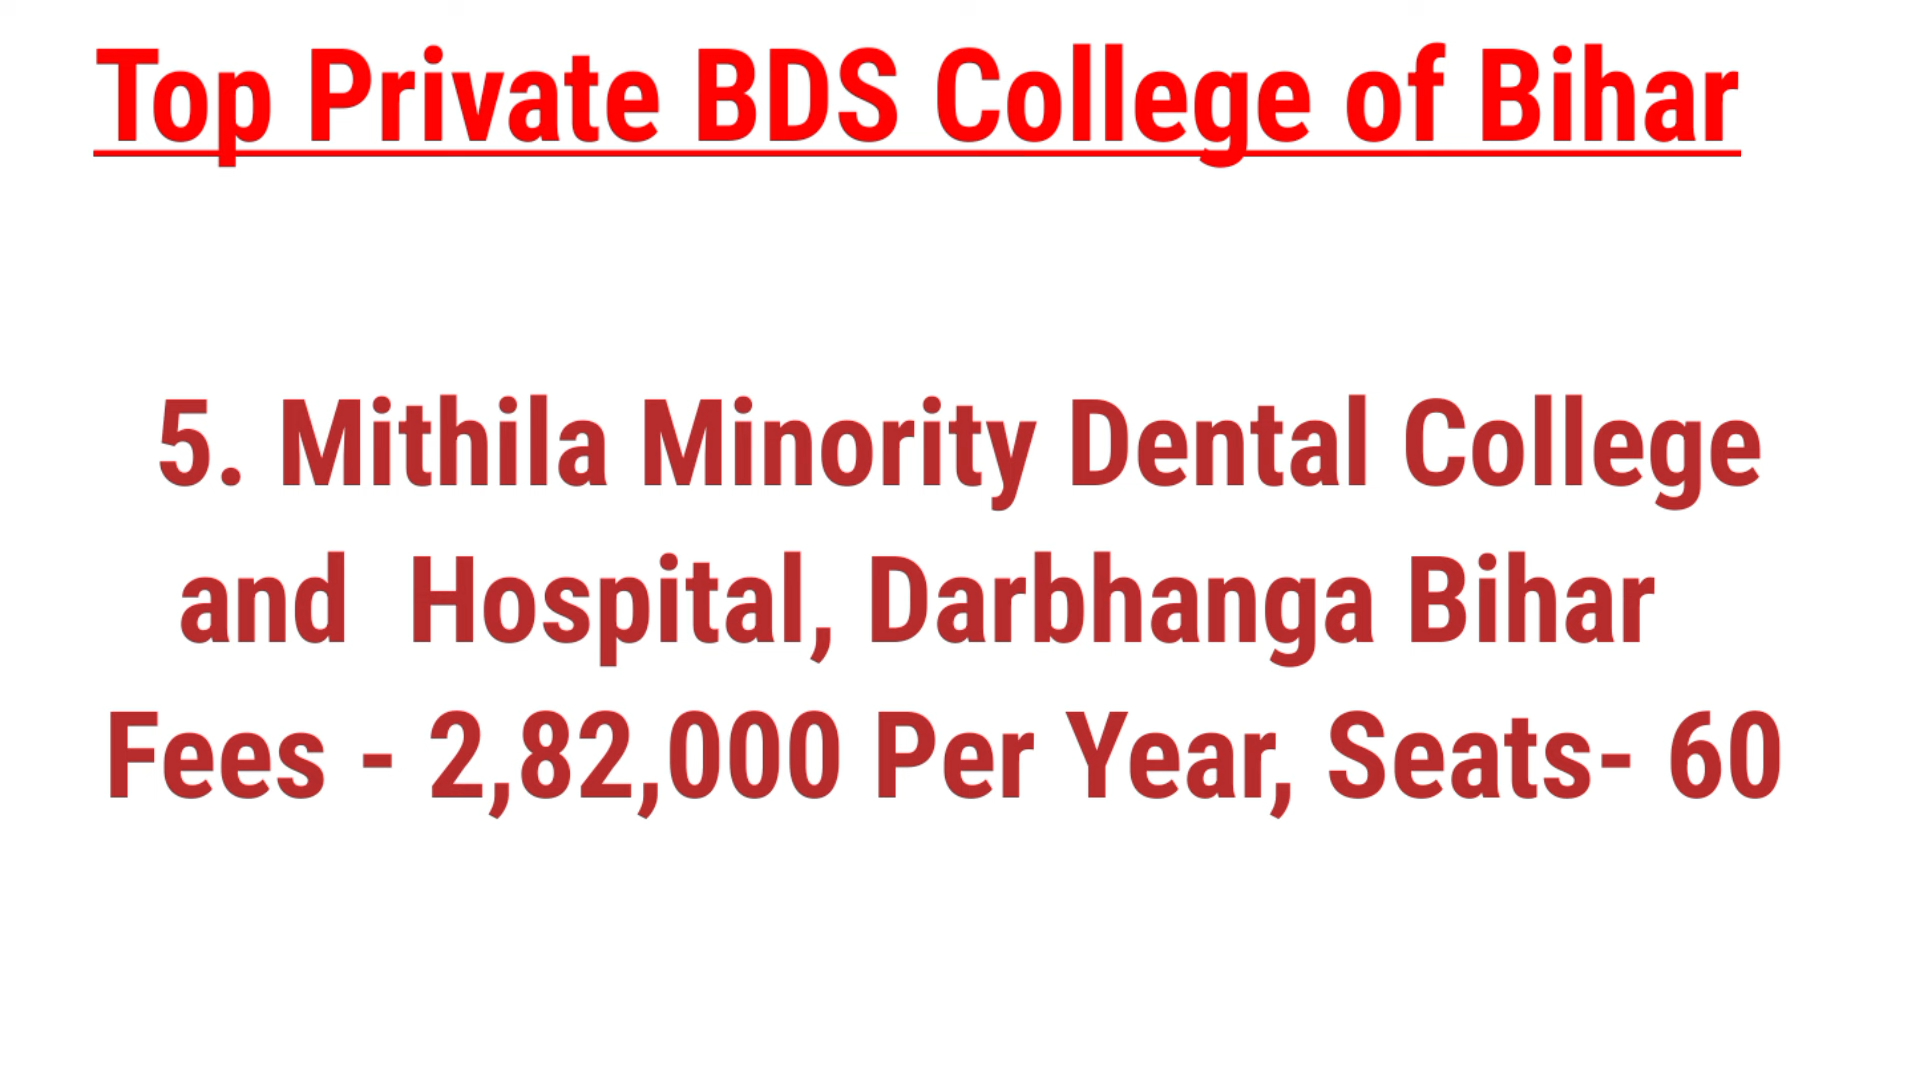 Top Private BDS College of Bihar
5. Mithila Minority Dental College
and  Hospital, Darbhanga Bihar
Fees - 2,82,000 Per Year, Seats- 60